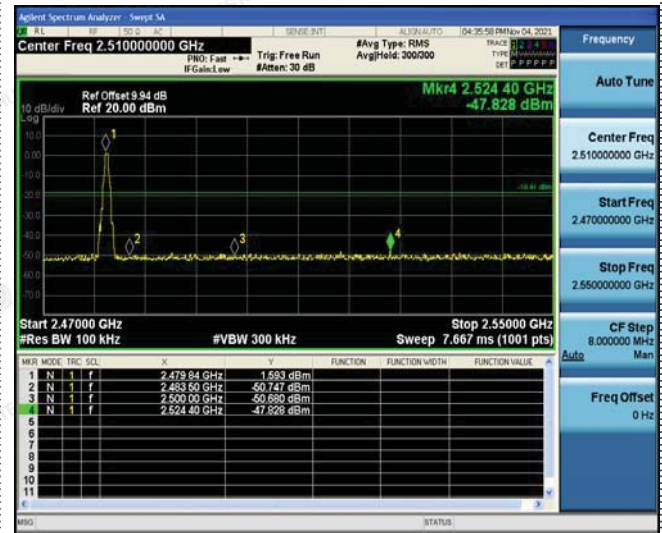 Agilent Spectrum Analyzer - Swept SA
RL RF 50 Ω AC SENSE:INT ALIGN AUTO 04:35:58 PM Nov 04, 2021
Center Freq 2.510000000 GHz
PNO: Fast
IFGain:Low
Trig: Free Run
#Atten: 30 dB
#Avg Type: RMS
Avg|Hold: 300/300
TRACE 1 2 3 4 5 6
TYPE MWWWWW
DET P P P P P P
Ref Offset 9.94 dB
Ref 20.00 dBm
10 dB/div
Log
Mkr4 2.524 40 GHz
-47.828 dBm
10.0
0.00
-10.0
-20.0
-30.0
-40.0
-50.0
-60.0
-70.0
1
2
3
4
Start 2.47000 GHz
Stop 2.55000 GHz
#Res BW 100 kHz
#VBW 300 kHz
Sweep 7.667 ms (1001 pts)
MKR MODE TRC SCL X Y FUNCTION FUNCTION WIDTH FUNCTION VALUE
1 N 1 f 2.479 84 GHz 1.593 dBm
2 N 1 f 2.483 50 GHz -50.747 dBm
3 N 1 f 2.500 00 GHz -50.680 dBm
4 N 1 f 2.524 40 GHz -47.828 dBm
5
6
7
8
9
10
11
MSG
STATUS
Frequency
Auto Tune
Center Freq
2.510000000 GHz
Start Freq
2.470000000 GHz
Stop Freq
2.550000000 GHz
CF Step
8.000000 MHz
Auto Man
Freq Offset
0 Hz